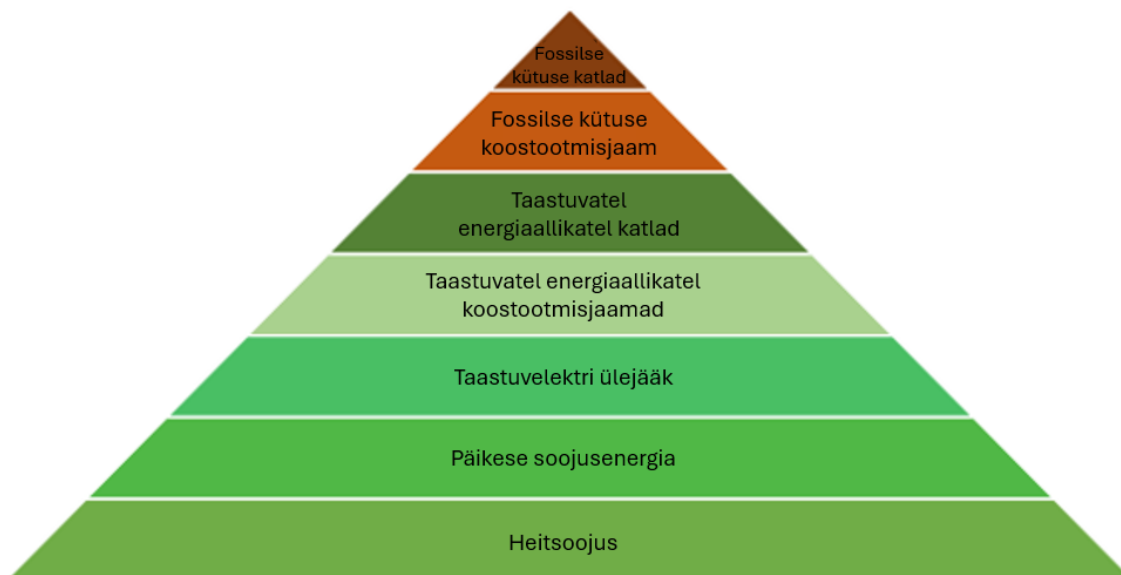 Fossilse
kütuse katlad
Fossilse kütuse
koostootmisjaam
Taastuvatel
energiaallikatel katlad
Taastuvatel energiaallikatel
koostootmisjaamad
Taastuvelektri ülejääk
Päikese soojusenergia
Heitsoojus